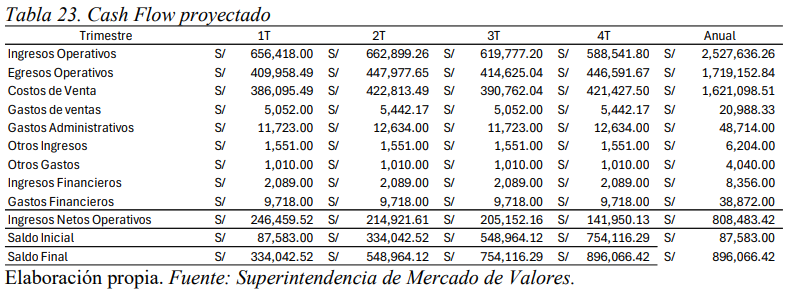 Tabla 23. Cash Flow proyectado
Trimestre 1T 2T 3T 4T Anual
Ingresos Operativos S/ 656,418.00 S/ 662,899.26 S/ 619,777.20 S/ 588,541.80 S/ 2,527,636.26
Egresos Operativos S/ 409,958.49 S/ 447,977.65 S/ 414,625.04 S/ 446,591.67 S/ 1,719,152.84
Costos de Venta S/ 386,095.49 S/ 422,813.49 S/ 390,762.04 S/ 421,427.50 S/ 1,621,098.51
Gastos de ventas S/ 5,052.00 S/ 5,442.17 S/ 5,052.00 S/ 5,442.17 S/ 20,988.33
Gastos Administrativos S/ 11,723.00 S/ 12,634.00 S/ 11,723.00 S/ 12,634.00 S/ 48,714.00
Otros Ingresos S/ 1,551.00 S/ 1,551.00 S/ 1,551.00 S/ 1,551.00 S/ 6,204.00
Otros Gastos S/ 1,010.00 S/ 1,010.00 S/ 1,010.00 S/ 1,010.00 S/ 4,040.00
Ingresos Financieros S/ 2,089.00 S/ 2,089.00 S/ 2,089.00 S/ 2,089.00 S/ 8,356.00
Gastos Financieros S/ 9,718.00 S/ 9,718.00 S/ 9,718.00 S/ 9,718.00 S/ 38,872.00
Ingresos Netos Operativos S/ 246,459.52 S/ 214,921.61 S/ 205,152.16 S/ 141,950.13 S/ 808,483.42
Saldo Inicial S/ 87,583.00 S/ 334,042.52 S/ 548,964.12 S/ 754,116.29 S/ 87,583.00
Saldo Final S/ 334,042.52 S/ 548,964.12 S/ 754,116.29 S/ 896,066.42 S/ 896,066.42
Elaboración propia. Fuente: Superintendencia de Mercado de Valores.